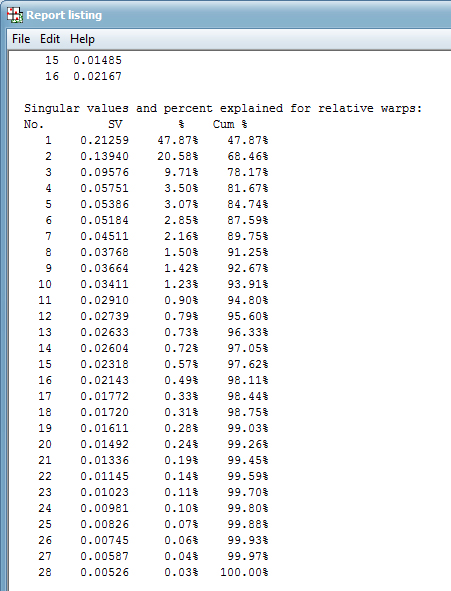 Report listing
File Edit Help
15 0.01485
16 0.02167
Singular values and percent explained for relative warps:
No. SV % Cum %
1 0.21259 47.87% 47.87%
2 0.13940 20.58% 68.46%
3 0.09576 9.71% 78.17%
4 0.05751 3.50% 81.67%
5 0.05386 3.07% 84.74%
6 0.05184 2.85% 87.59%
7 0.04511 2.16% 89.75%
8 0.03768 1.50% 91.25%
9 0.03664 1.42% 92.67%
10 0.03411 1.23% 93.91%
11 0.02910 0.90% 94.80%
12 0.02739 0.79% 95.60%
13 0.02633 0.73% 96.33%
14 0.02604 0.72% 97.05%
15 0.02318 0.57% 97.62%
16 0.02143 0.49% 98.11%
17 0.01772 0.33% 98.44%
18 0.01720 0.31% 98.75%
19 0.01611 0.28% 99.03%
20 0.01492 0.24% 99.26%
21 0.01336 0.19% 99.45%
22 0.01145 0.14% 99.59%
23 0.01023 0.11% 99.70%
24 0.00981 0.10% 99.80%
25 0.00826 0.07% 99.88%
26 0.00745 0.06% 99.93%
27 0.00587 0.04% 99.97%
28 0.00526 0.03% 100.00%